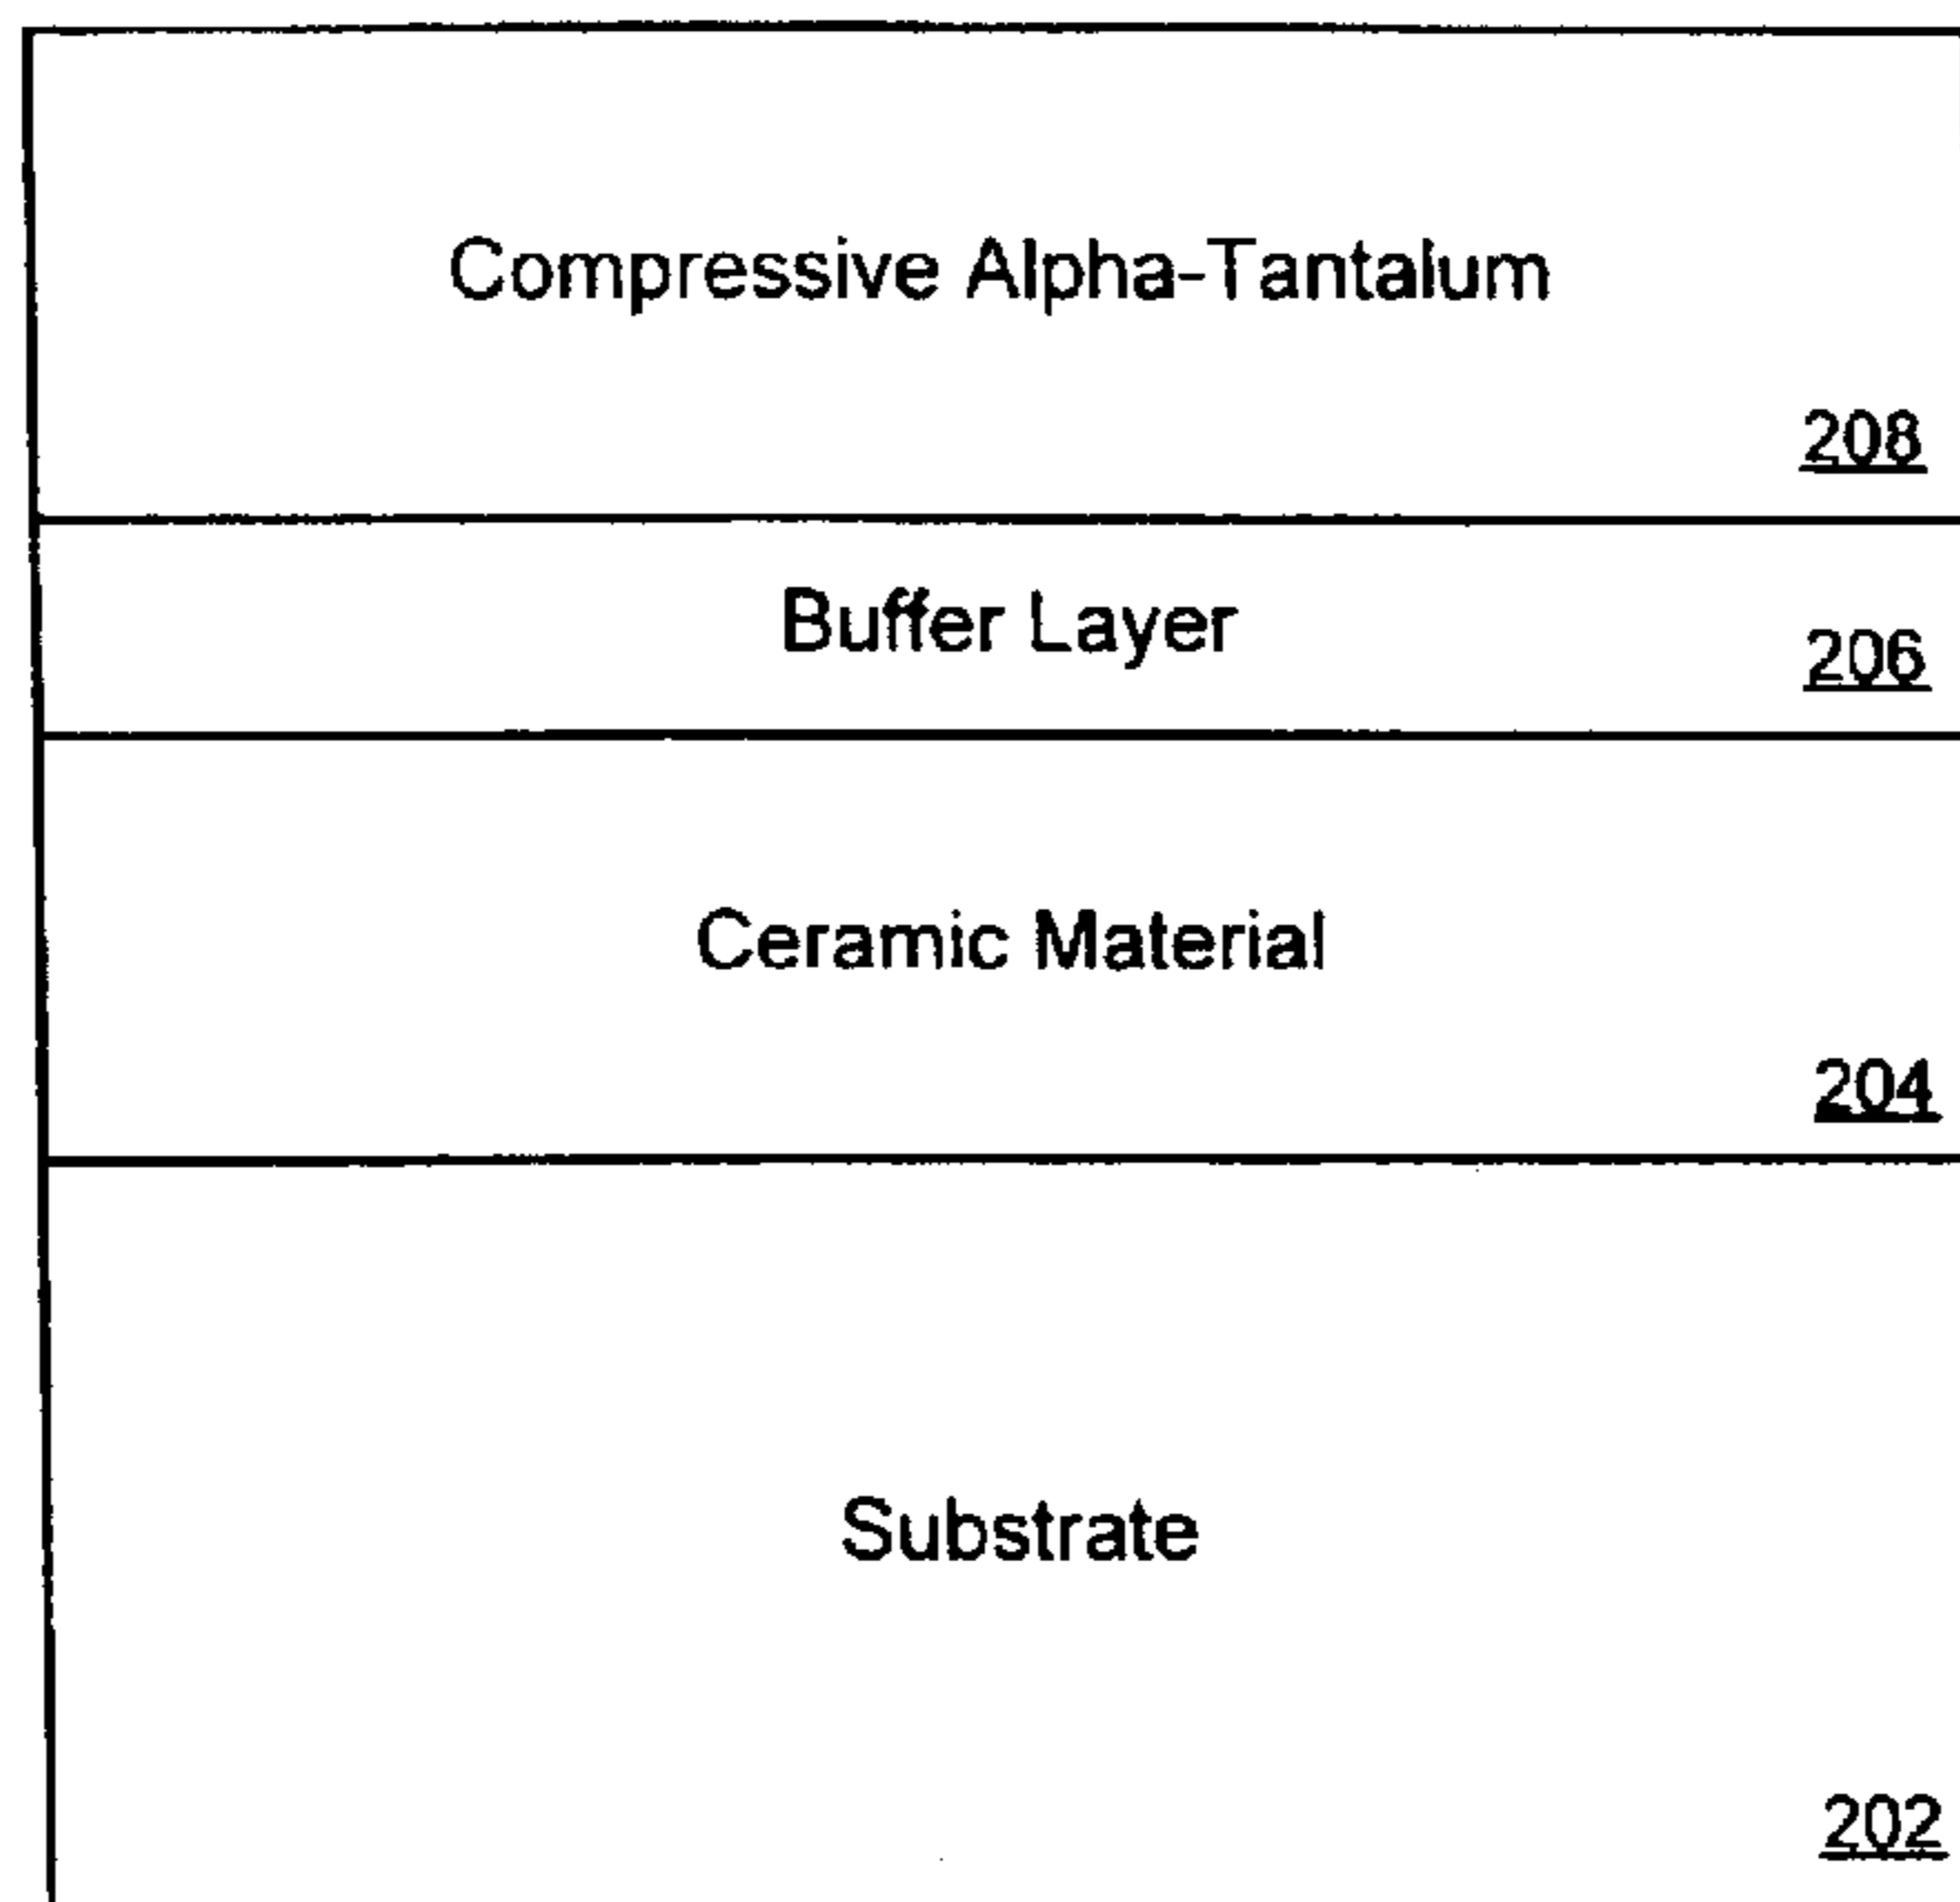 Compressive Alpha-Tantalum
208
Buffer Layer
206
Ceramic Material
204
Substrate
202